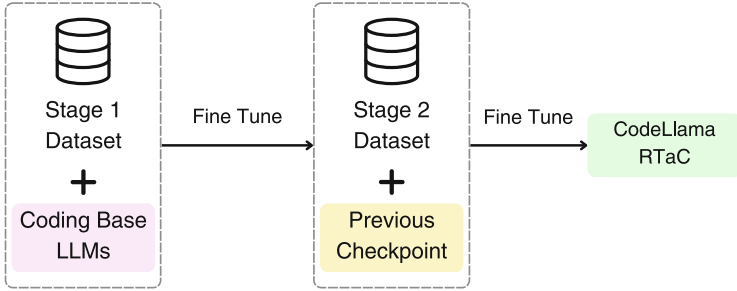 Stage 1
Dataset
+
Coding Base
LLMs
Fine Tune
Stage 2
Dataset
+
Previous
Checkpoint
Fine Tune
CodeLlama
RTaC